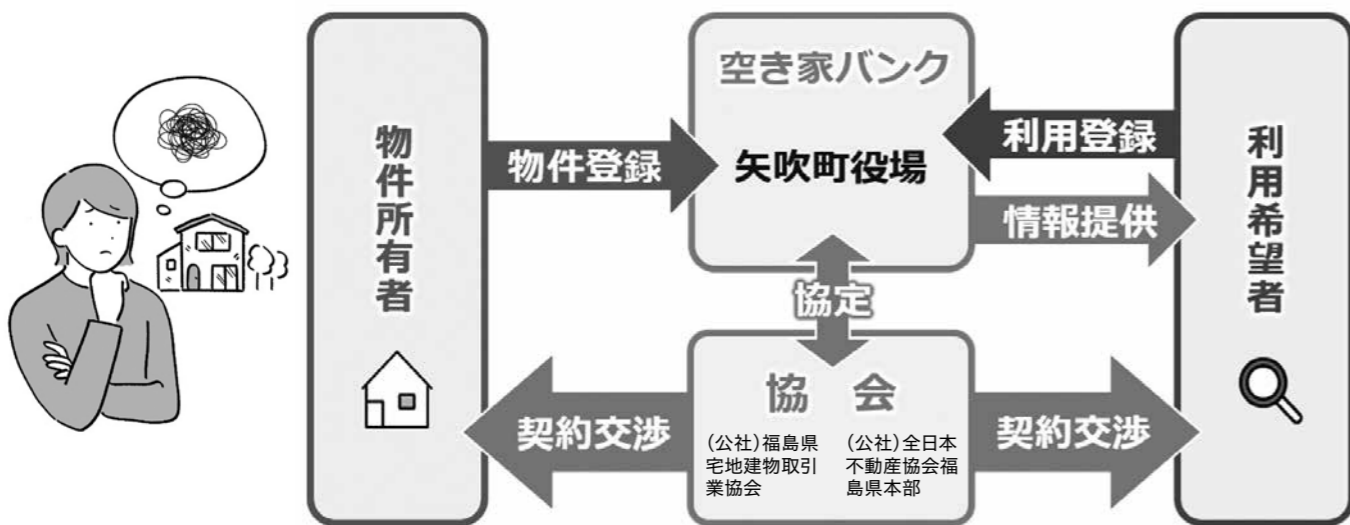 物件所有者
物件登録
空き家バンク
矢吹町役場
利用登録
情報提供
利用希望者
協定
協　会
(公社)福島県
宅地建物取引
業協会
(公社)全日本
不動産協会福
島県本部
契約交渉
契約交渉